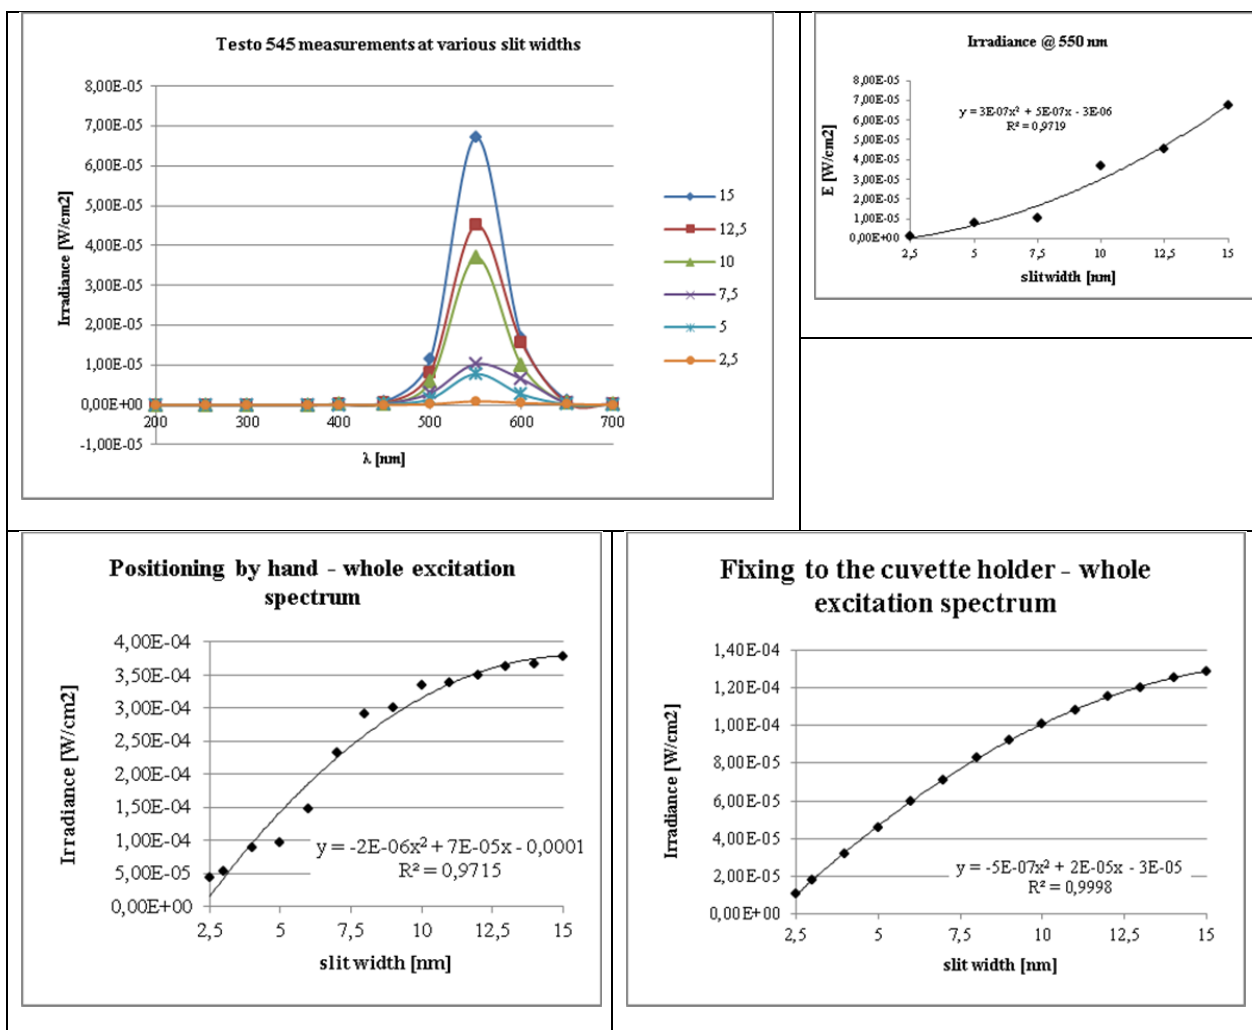 Testo 545 measurements at various slit widths
8,00E-05
7,00E-05
6,00E-05
5,00E-05
4,00E-05
3,00E-05
2,00E-05
1,00E-05
0,00E+00
-1,00E-05
Irradiance [W/cm2]
200 300 400 500 600 700
λ [nm]
15
12,5
10
7,5
5
2,5
Irradiance @ 550 nm
8,00E-05
7,00E-05
6,00E-05
5,00E-05
4,00E-05
3,00E-05
2,00E-05
1,00E-05
0,00E+00
E [W/cm2]
y = 3E-07x² + 5E-07x - 3E-06
R² = 0,9719
2,5 5 7,5 10 12,5 15
slit width [nm]
Positioning by hand - whole excitation
spectrum
4,00E-04
3,50E-04
3,00E-04
2,50E-04
2,00E-04
1,50E-04
1,00E-04
5,00E-05
0,00E+00
Irradiance [W/cm2]
y = -2E-06x² + 7E-05x - 0,0001
R² = 0,9715
2,5 5 7,5 10 12,5 15
slit width [nm]
Fixing to the cuvette holder - whole
excitation spectrum
1,40E-04
1,20E-04
1,00E-04
8,00E-05
6,00E-05
4,00E-05
2,00E-05
0,00E+00
Irradiance [W/cm2]
y = -5E-07x² + 2E-05x - 3E-05
R² = 0,9998
2,5 5 7,5 10 12,5 15
slit width [nm]